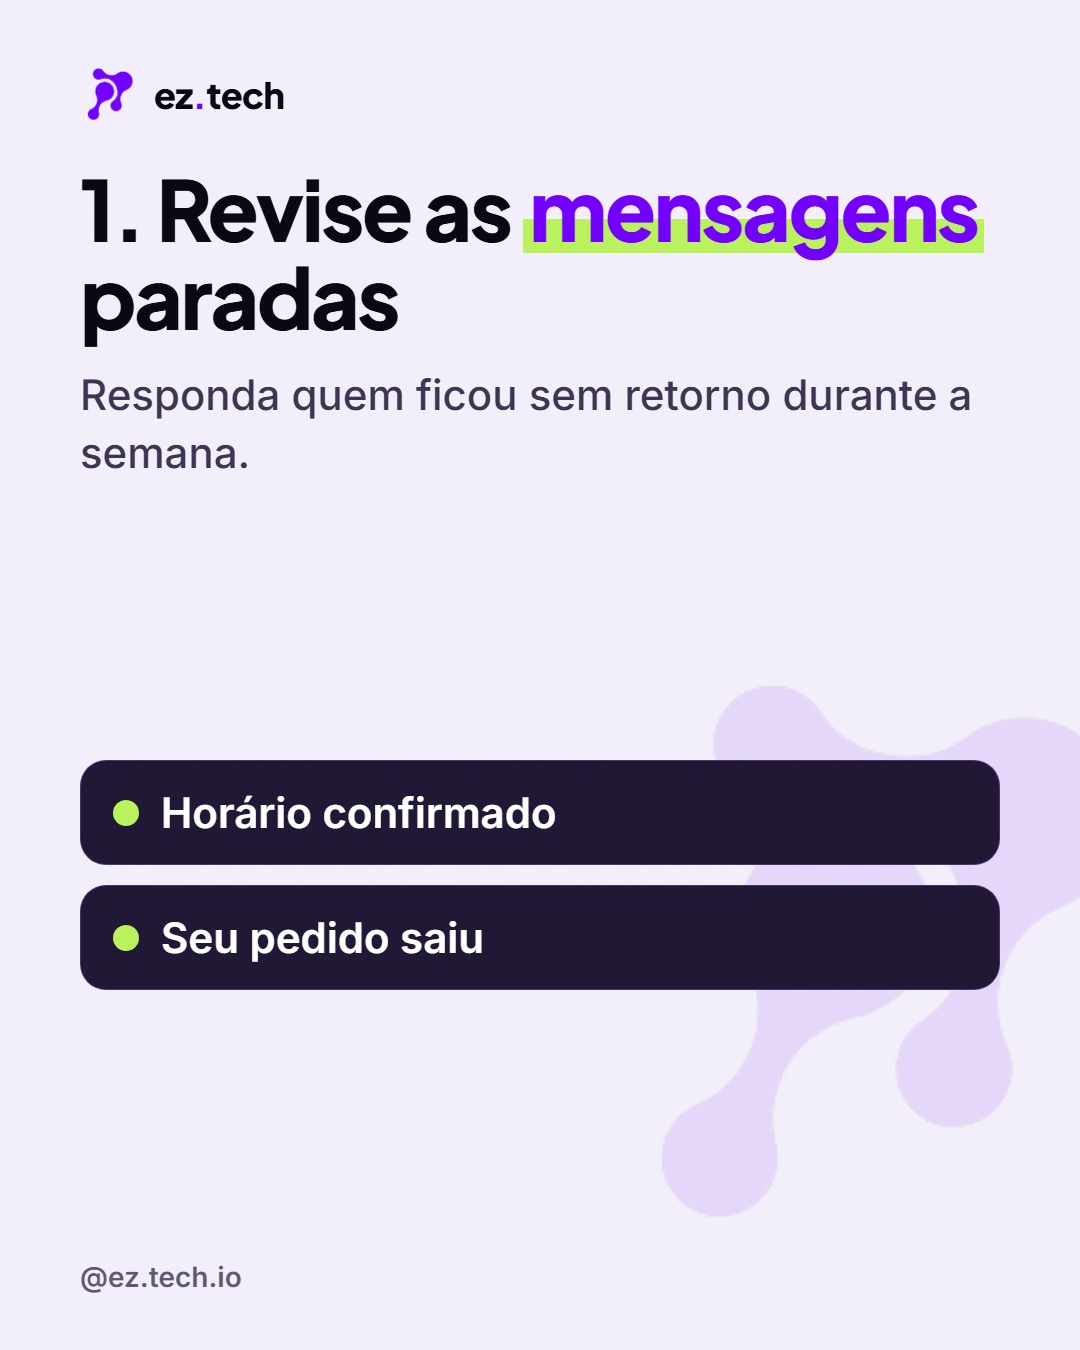 ez.tech
1. Revise as mensagens
paradas
Responda quem ficou sem retorno durante a
semana.
Horário confirmado
Seu pedido saiu
@ez.tech.io